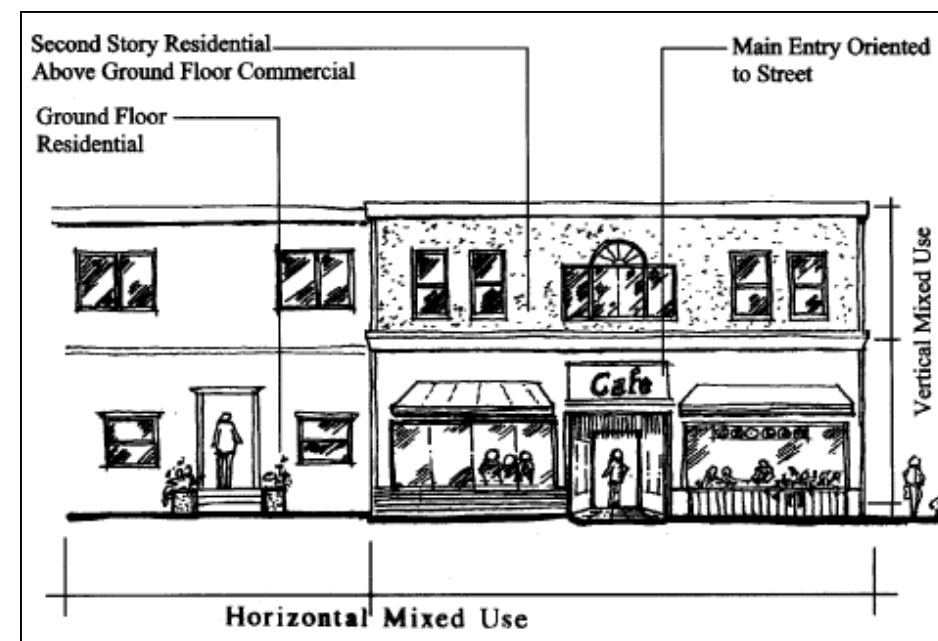 Second Story Residential
Above Ground Floor Commercial
Main Entry Oriented
to Street
Ground Floor
Residential
Cafe
Vertical Mixed Use
Horizontal Mixed Use